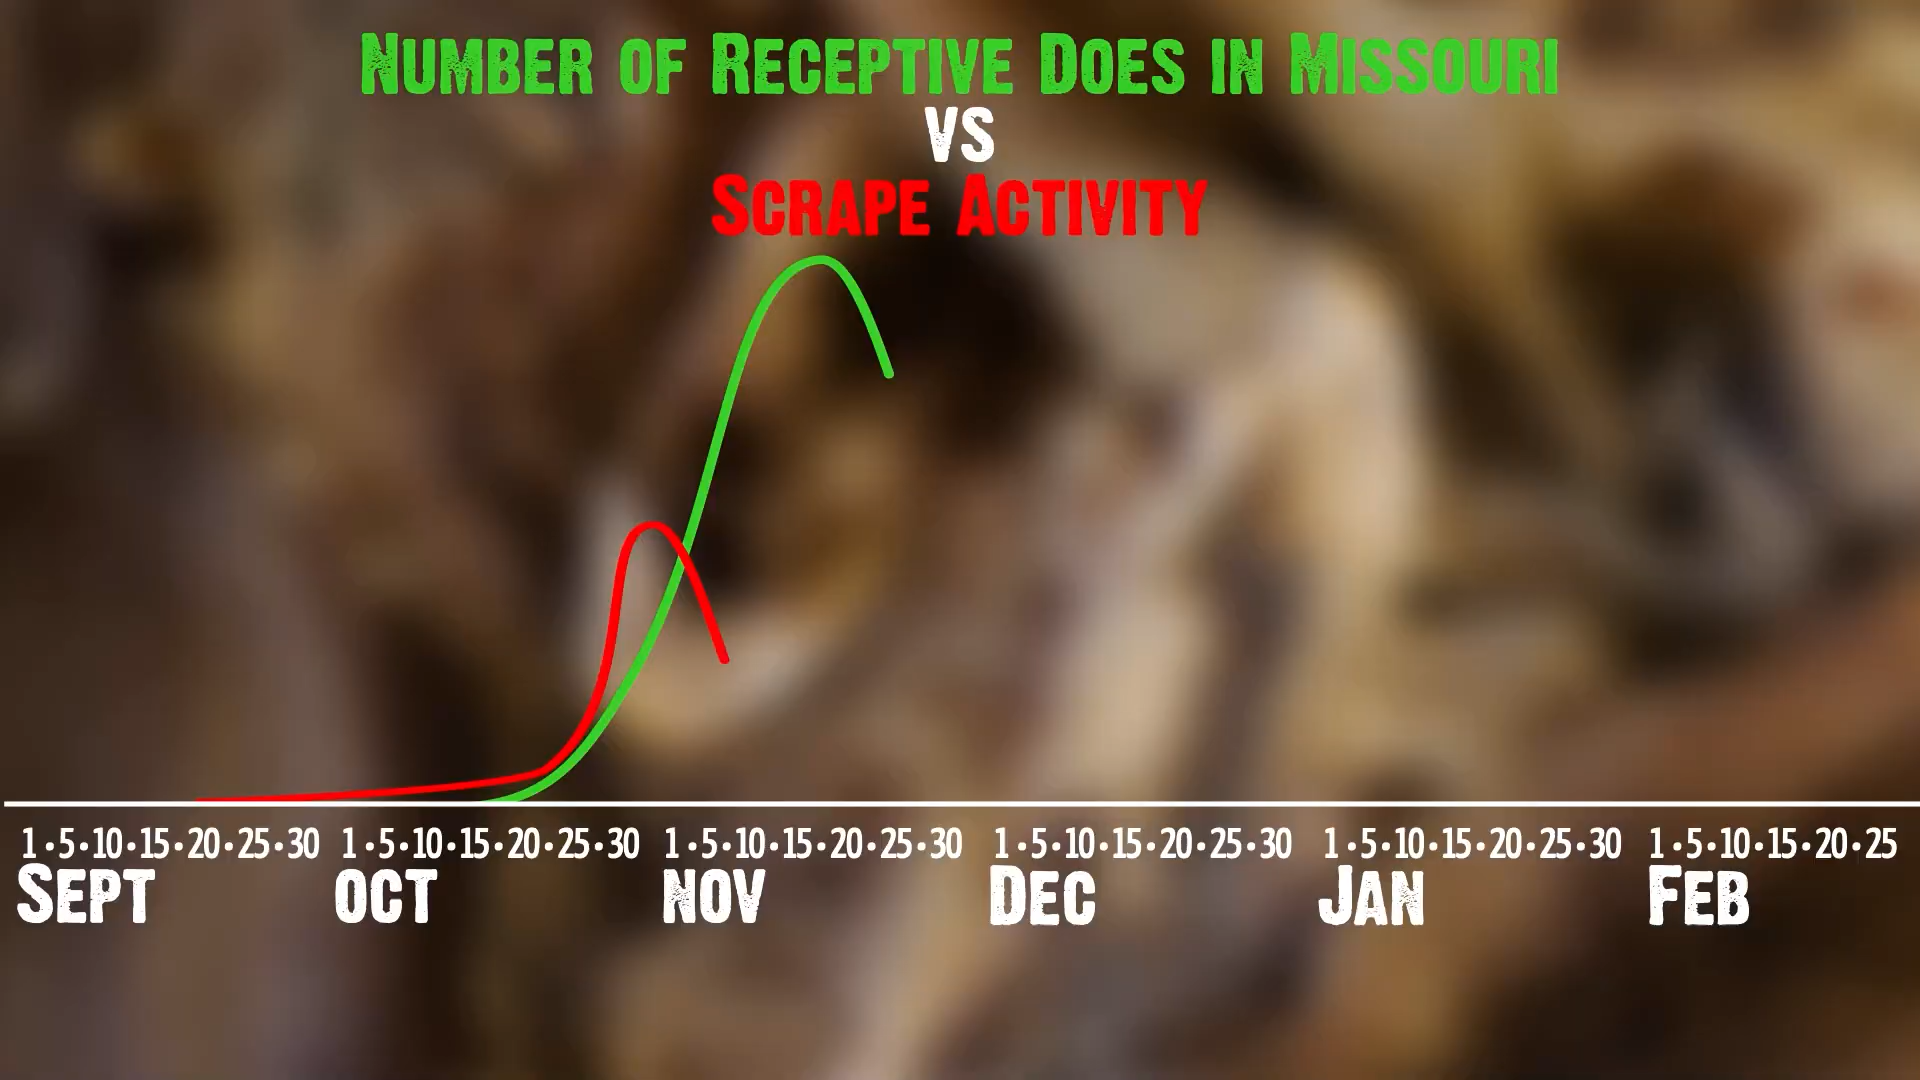 Number of Receptive Does in Missouri
vs
Scrape Activity
1•5•10•15•20•25•30 1•5•10•15•20•25•30 1•5•10•15•20•25•30 1•5•10•15•20•25•30 1•5•10•15•20•25•30 1•5•10•15•20•25
Sept oct nov Dec Jan Feb